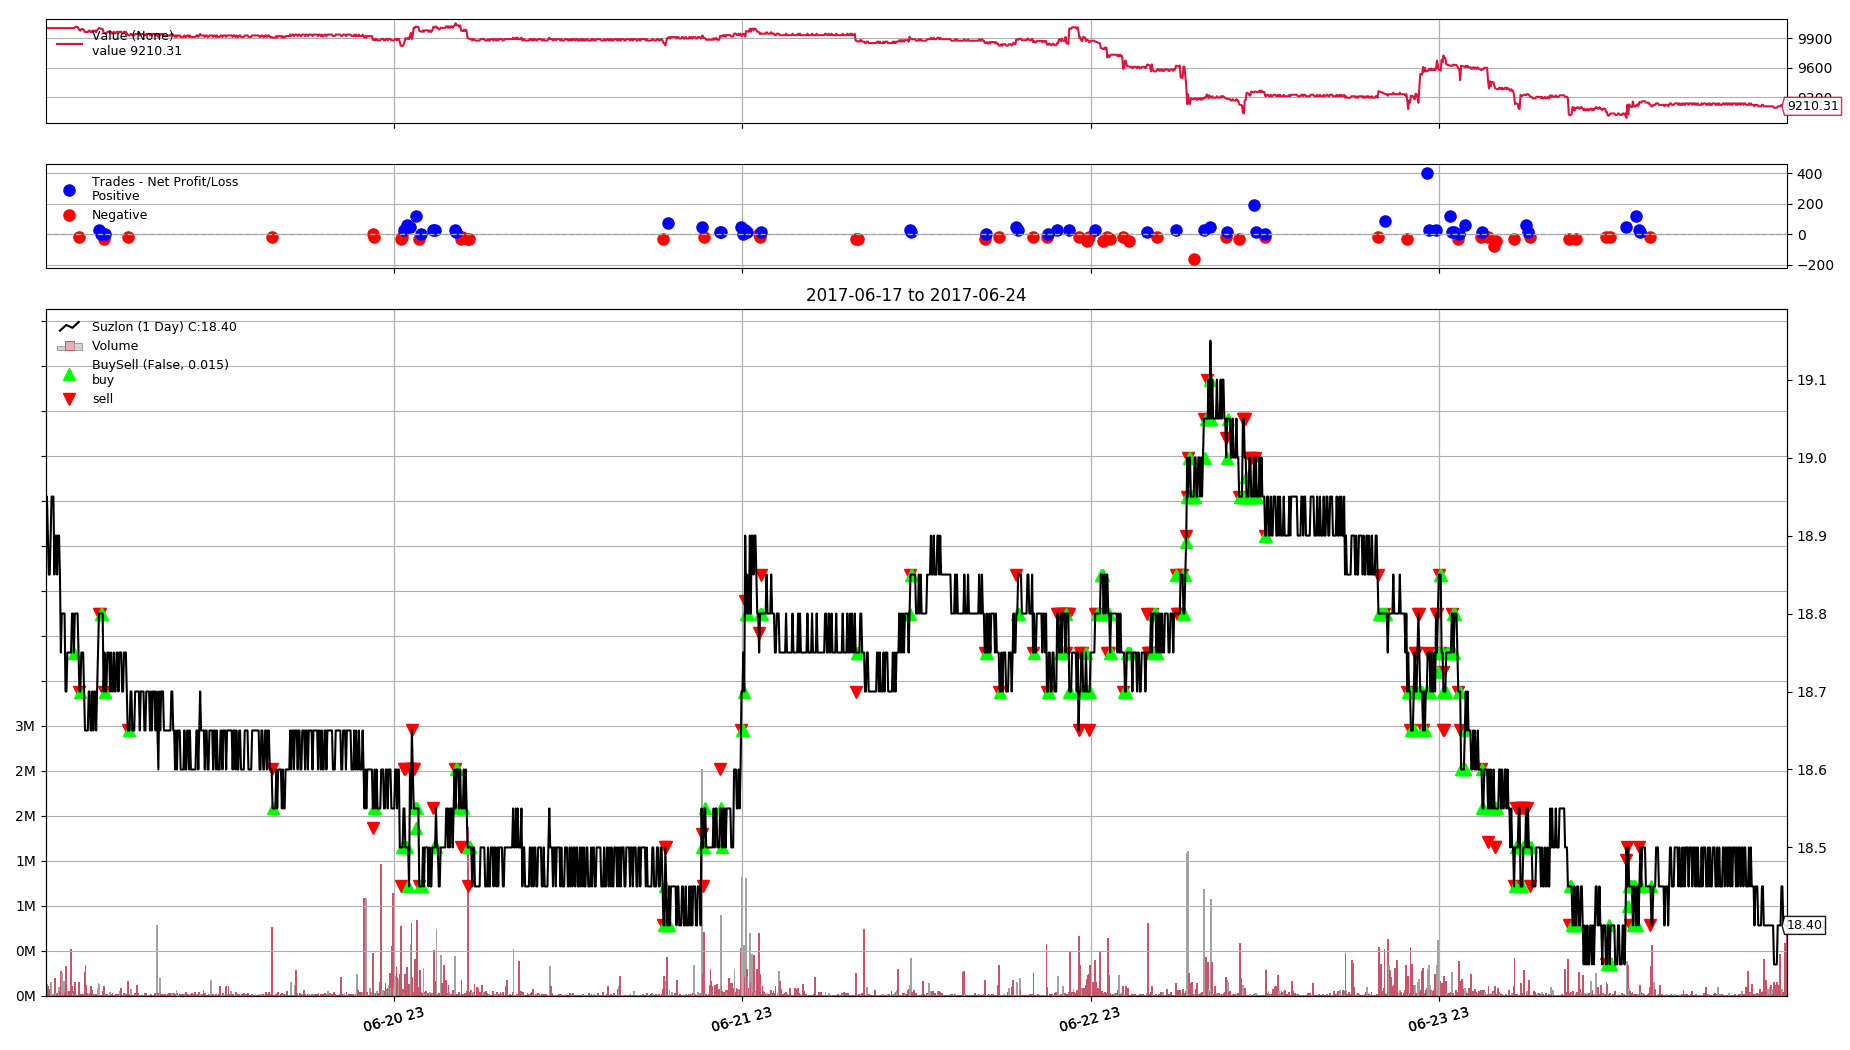 Value (None)
value 9210.31
9900
9600
9300
9210.31
Trades - Net Profit/Loss
Positive
Negative
400
200
0
−200
2017-06-17 to 2017-06-24
Suzlon (1 Day) C:18.40
Volume
BuySell (False, 0.015)
buy
sell
19.1
19.0
18.9
18.8
18.7
18.6
18.5
18.40
3M
2M
2M
1M
1M
0M
0M
06-20 23
06-21 23
06-22 23
06-23 23